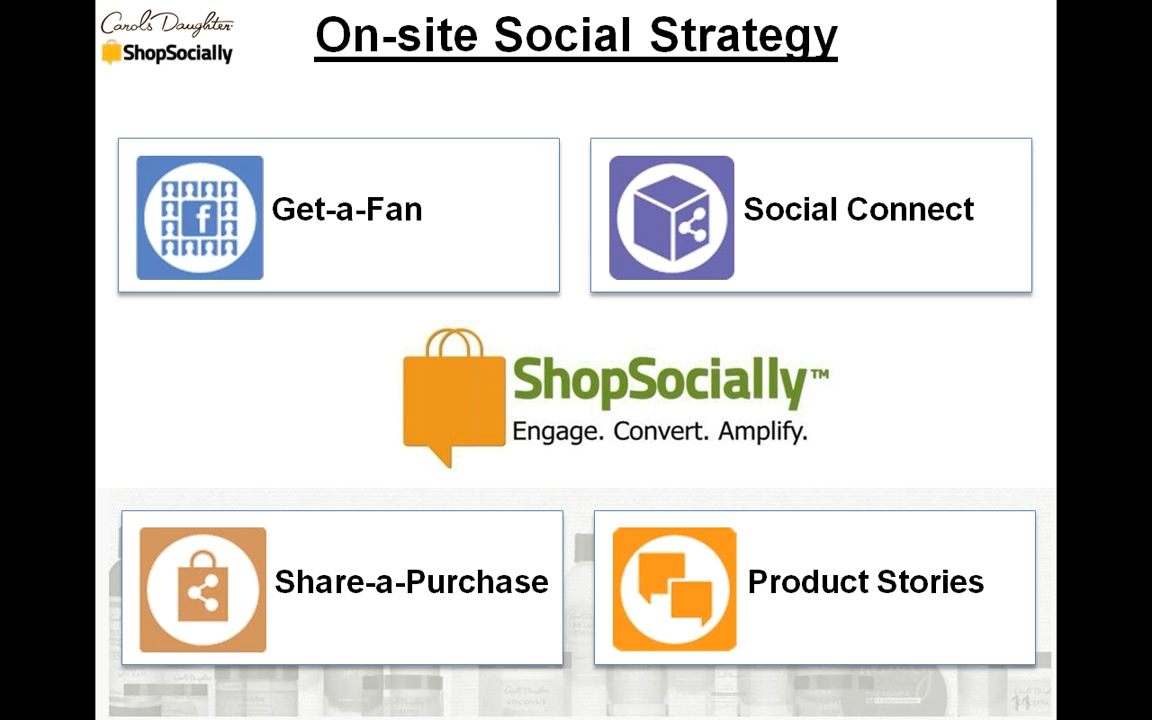 Carol's Daughter
ShopSocially
On-site Social Strategy
Get-a-Fan
Social Connect
ShopSocially™
Engage. Convert. Amplify.
Share-a-Purchase
Product Stories
11